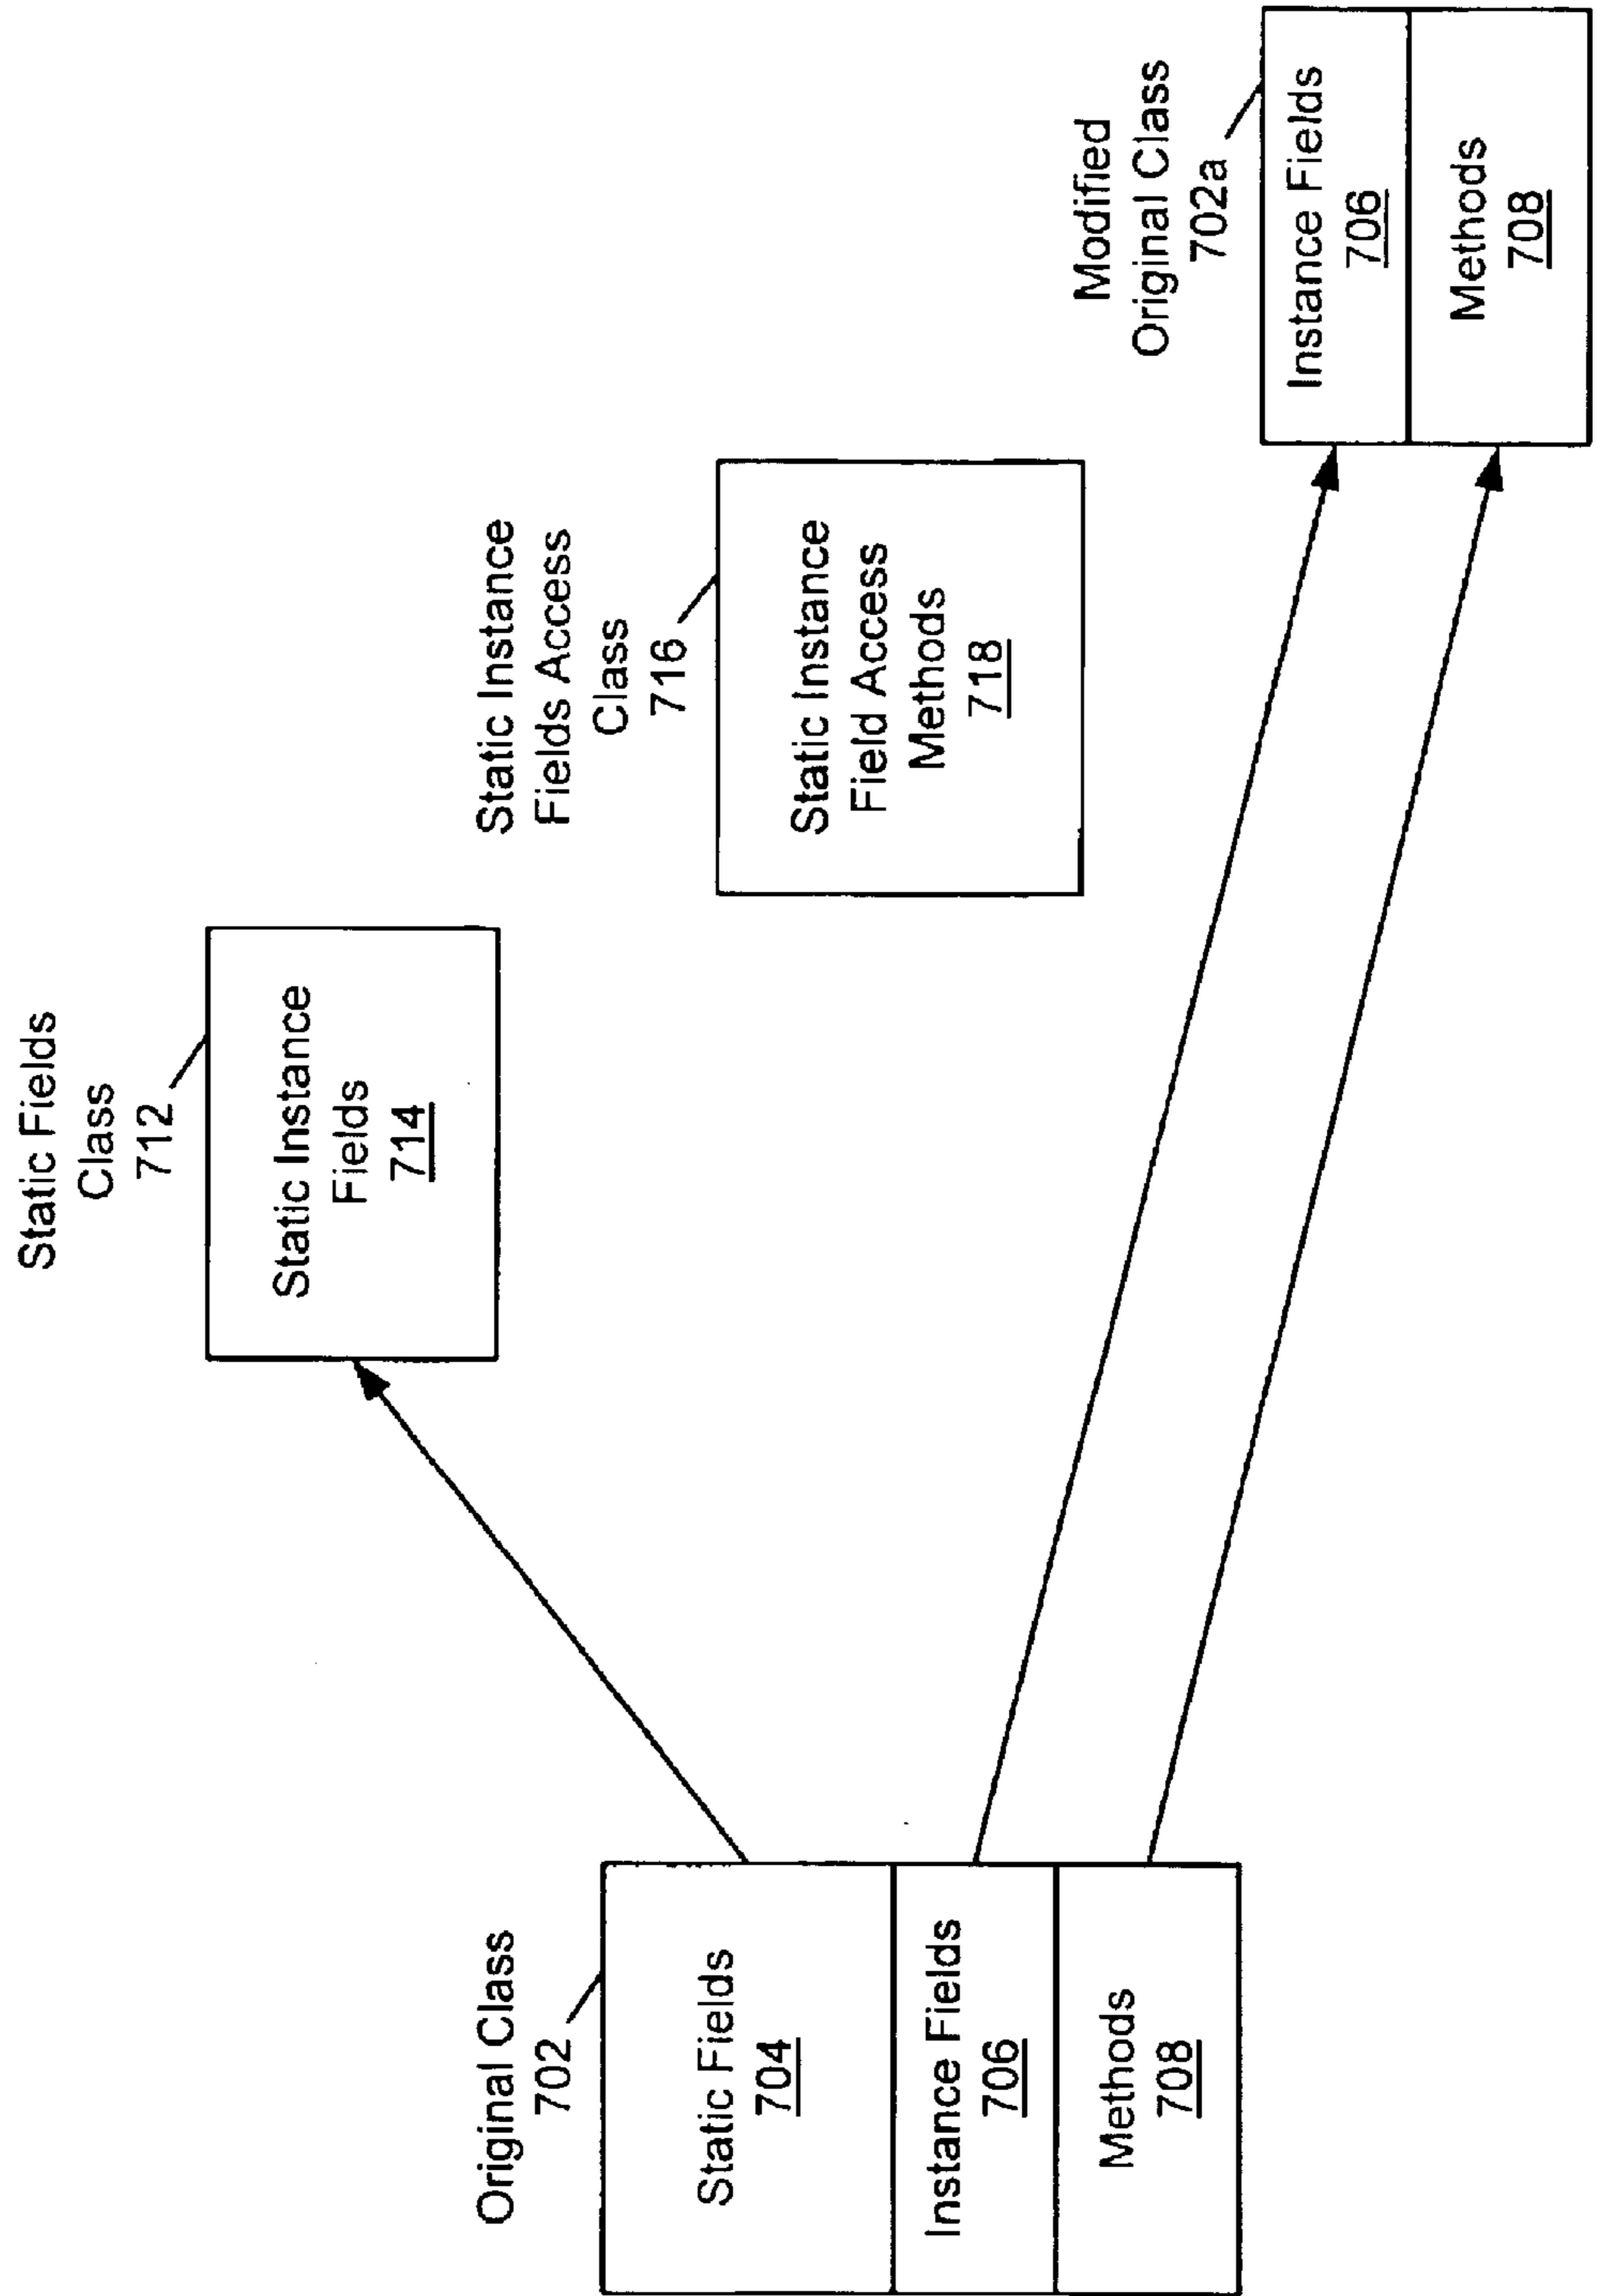 Original Class
702
Static Fields
704
Instance Fields
706
Methods
708
Static Fields
Class
712
Static Instance
Fields
714
Static Instance
Fields Access
Class
716
Static Instance
Field Access
Methods
718
Modified
Original Class
702a
Instance Fields
706
Methods
708